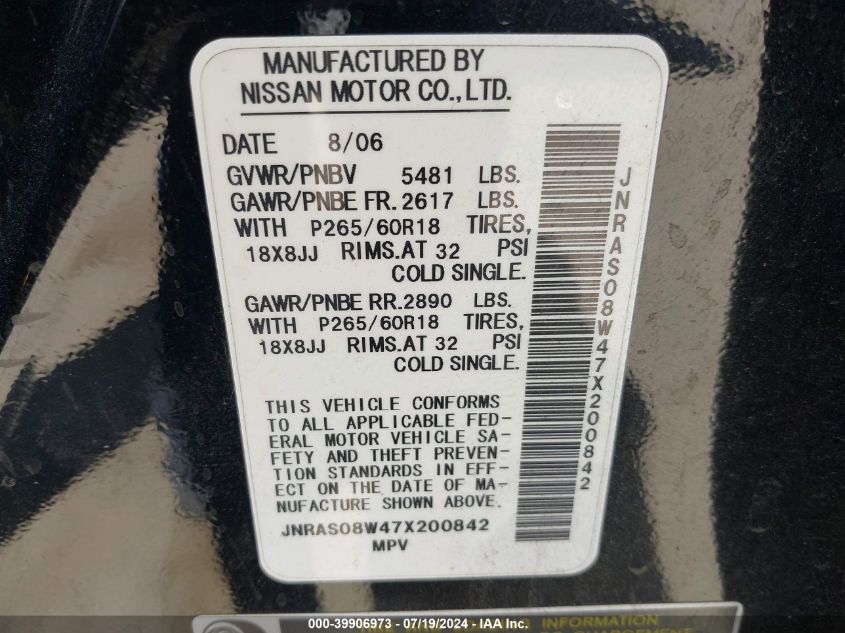 MANUFACTURED BY
NISSAN MOTOR CO.,LTD.
DATE 8/06
GVWR/PNBV 5481 LBS.
GAWR/PNBE FR. 2617 LBS.
WITH P265/60R18 TIRES,
18X8JJ RIMS.AT 32 PSI
COLD SINGLE.
GAWR/PNBE RR. 2890 LBS.
WITH P265/60R18 TIRES,
18X8JJ RIMS.AT 32 PSI
COLD SINGLE.
THIS VEHICLE CONFORMS
TO ALL APPLICABLE FED-
ERAL MOTOR VEHICLE SA-
FETY AND THEFT PREVEN-
TION STANDARDS IN EFF-
ECT ON THE DATE OF MA-
NUFACTURE SHOWN ABOVE.
JNRAS08W47X200842
MPV
JNRAS08W47X200842
INFORMATION
000-39906973 - 07/19/2024 - IAA Inc.